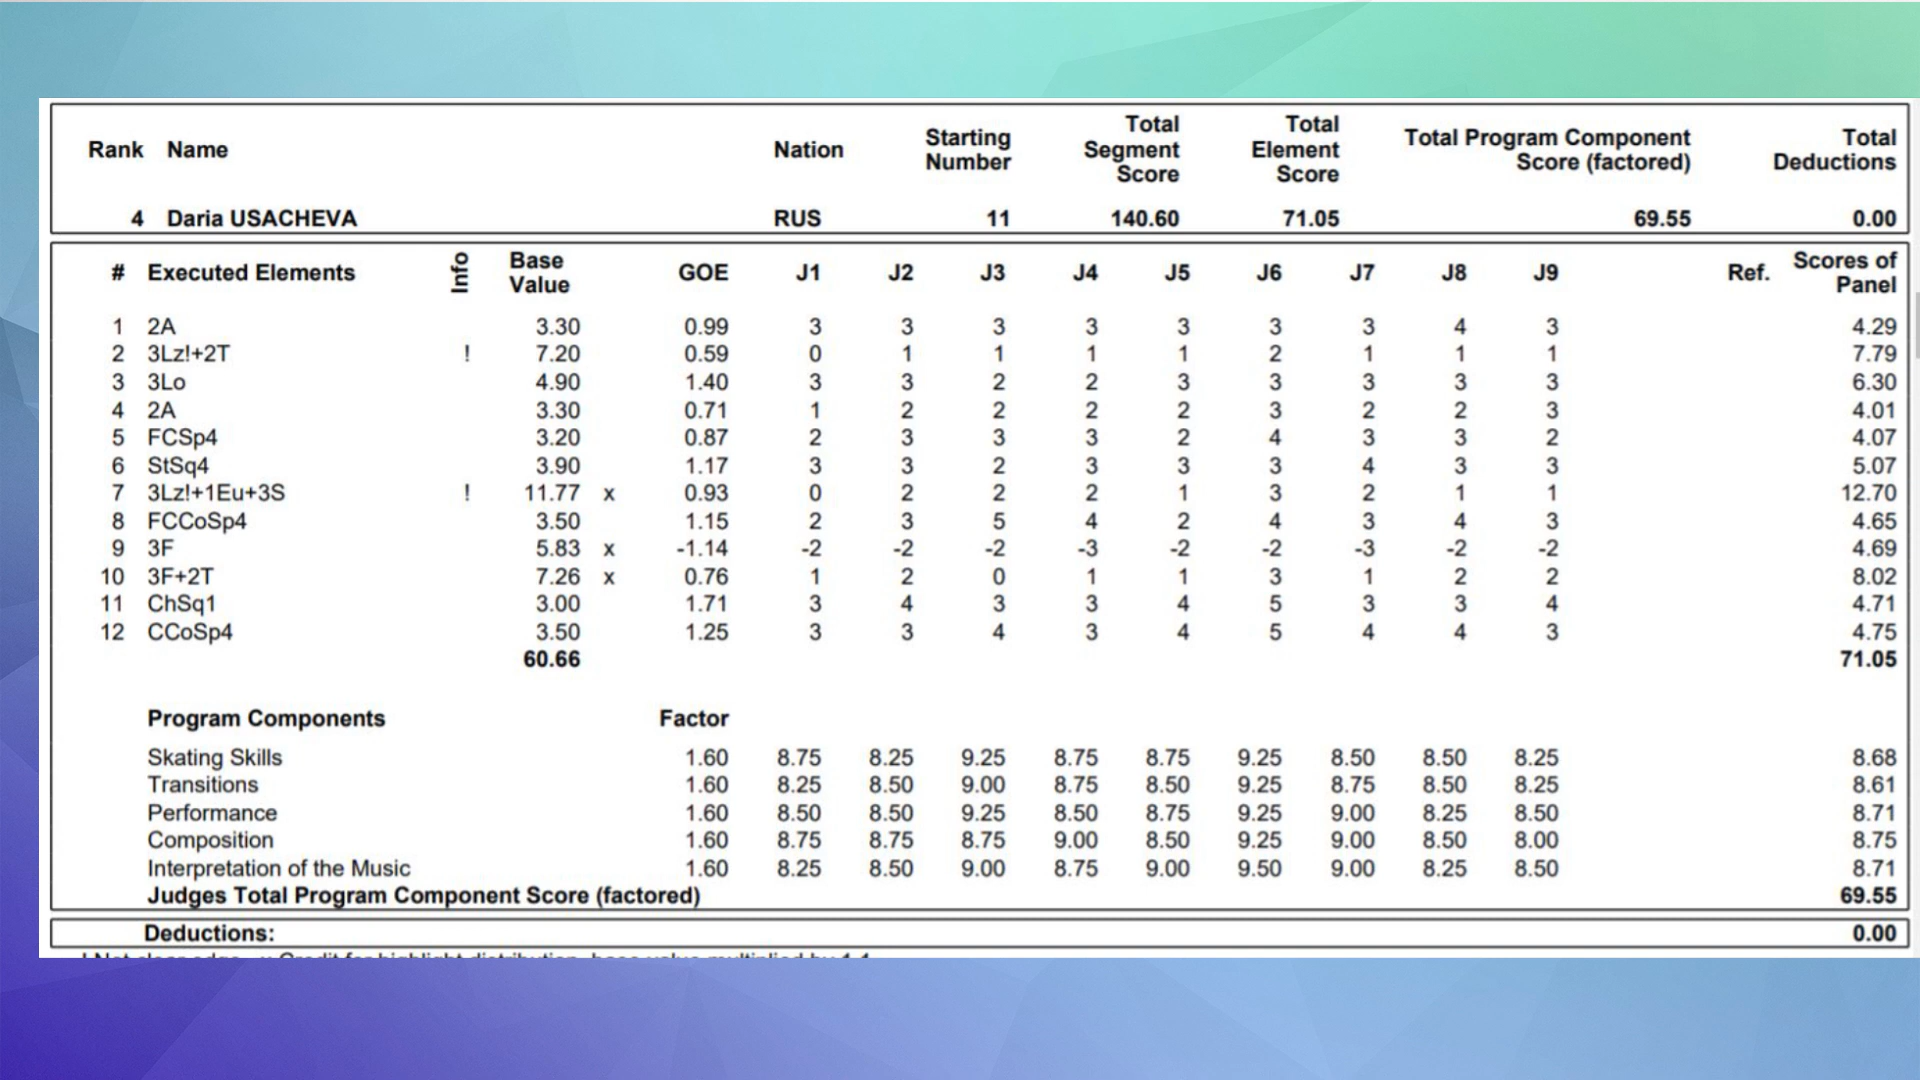 Rank Name Nation Starting Number Total Segment Score Total Element Score Total Program Component Score (factored) Total Deductions
4 Daria USACHEVA RUS 11 140.60 71.05 69.55 0.00
# Executed Elements Info Base Value GOE J1 J2 J3 J4 J5 J6 J7 J8 J9 Ref. Scores of Panel
1 2A 3.30 0.99 3 3 3 3 3 3 3 4 3 4.29
2 3Lz!+2T ! 7.20 0.59 0 1 1 1 1 2 1 1 1 7.79
3 3Lo 4.90 1.40 3 3 2 2 3 3 3 3 3 6.30
4 2A 3.30 0.71 1 2 2 2 2 3 2 2 3 4.01
5 FCSp4 3.20 0.87 2 3 3 3 2 4 3 3 2 4.07
6 StSq4 3.90 1.17 3 3 2 3 3 3 4 3 3 5.07
7 3Lz!+1Eu+3S ! 11.77 x 0.93 0 2 2 2 1 3 2 1 1 12.70
8 FCCoSp4 3.50 1.15 2 3 5 4 2 4 3 4 3 4.65
9 3F 5.83 x -1.14 -2 -2 -2 -3 -2 -2 -3 -2 -2 4.69
10 3F+2T 7.26 x 0.76 1 2 0 1 1 3 1 2 2 8.02
11 ChSq1 3.00 1.71 3 4 3 3 4 5 3 3 4 4.71
12 CCoSp4 3.50 1.25 3 3 4 3 4 5 4 4 3 4.75
60.66 71.05
Program Components Factor
Skating Skills 1.60 8.75 8.25 9.25 8.75 8.75 9.25 8.50 8.50 8.25 8.68
Transitions 1.60 8.25 8.50 9.00 8.75 8.50 9.25 8.75 8.50 8.25 8.61
Performance 1.60 8.50 8.50 9.25 8.50 8.75 9.25 9.00 8.25 8.50 8.71
Composition 1.60 8.75 8.75 8.75 9.00 8.50 9.25 9.00 8.50 8.00 8.75
Interpretation of the Music 1.60 8.25 8.50 9.00 8.75 9.00 9.50 9.00 8.25 8.50 8.71
Judges Total Program Component Score (factored) 69.55
Deductions: 0.00
! Not clear edge x Credit for highlight distribution, base value multiplied by 1.1